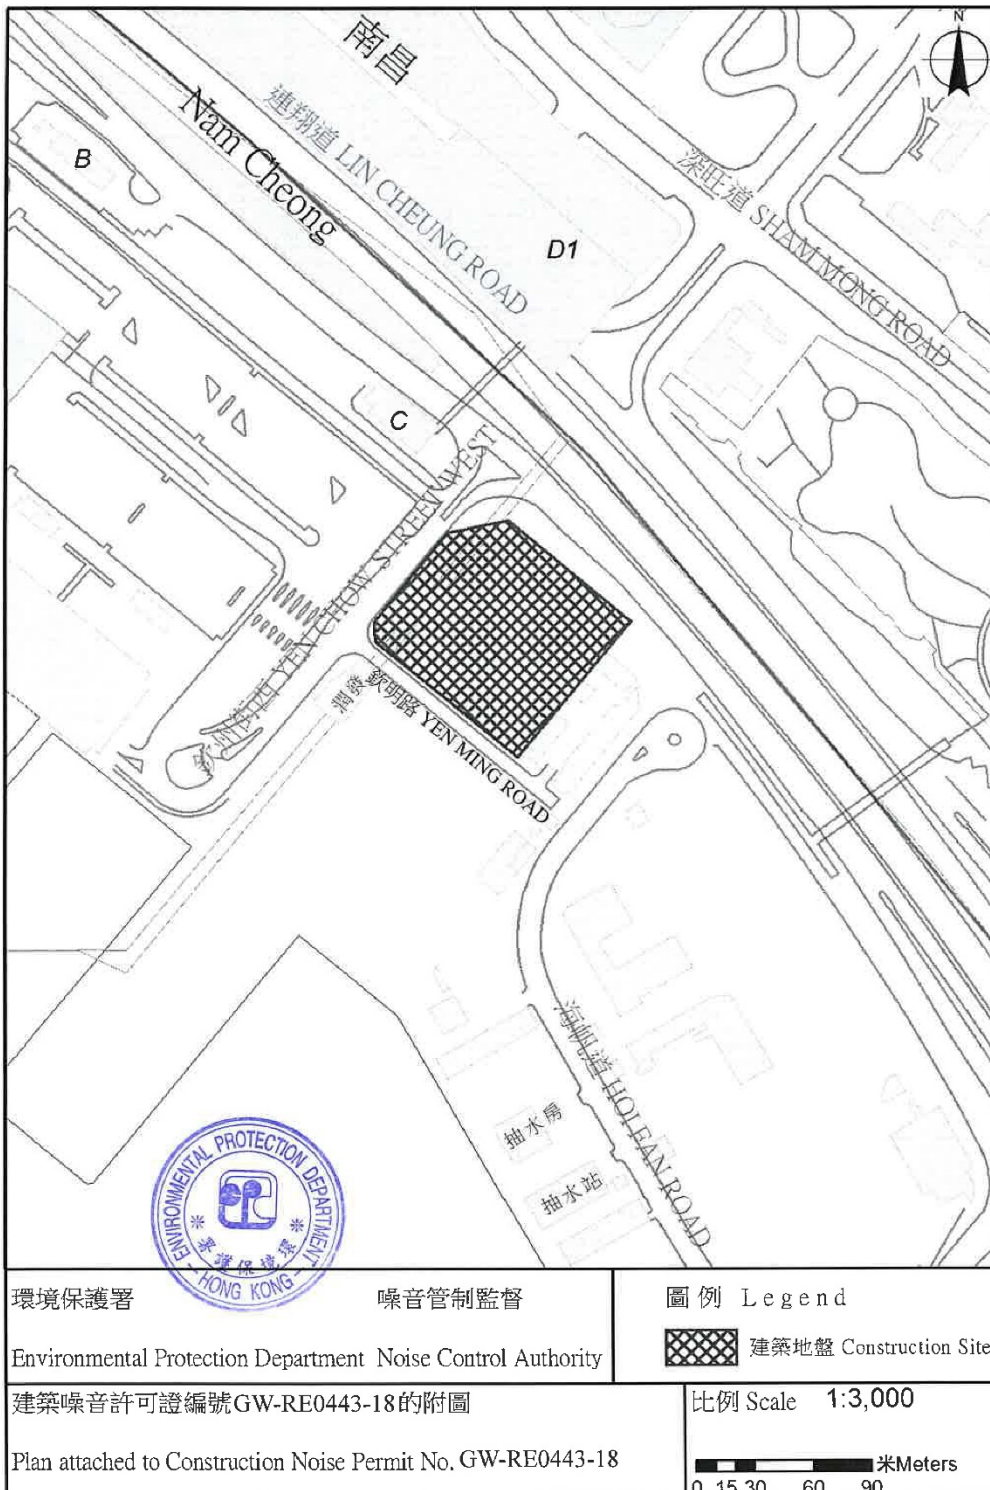 N
南昌
Nam Cheong
連翔道 LIN CHEUNG ROAD
深旺道 SHAM MONG ROAD
B
D1
C
欽州街西 YEN CHOW STREET WEST
欽明路 YEN MING ROAD
海帆道 HOI FAN ROAD
抽水房
抽水站
ENVIRONMENTAL PROTECTION DEPARTMENT
HONG KONG
環境保護署
環境保護署 噪音管制監督
Environmental Protection Department Noise Control Authority
圖例 Legend
建築地盤 Construction Site
建築噪音許可證編號GW-RE0443-18的附圖
Plan attached to Construction Noise Permit No. GW-RE0443-18
比例 Scale 1:3,000
米Meters
0 15 30 60 90